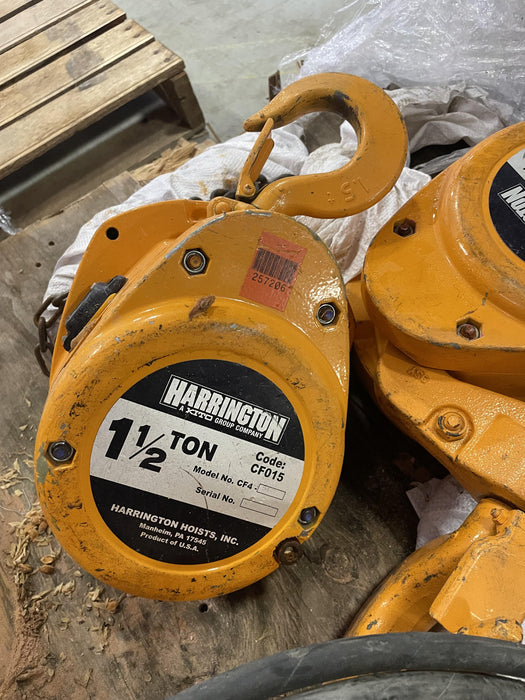 1.5T
257206
HARRINGTON
A KITO GROUP COMPANY
1 1/2 TON
Code:
CF015
Model No. CF4 -
Serial No.
HARRINGTON HOISTS, INC.
Manheim, PA 17545
Product of U.S.A.